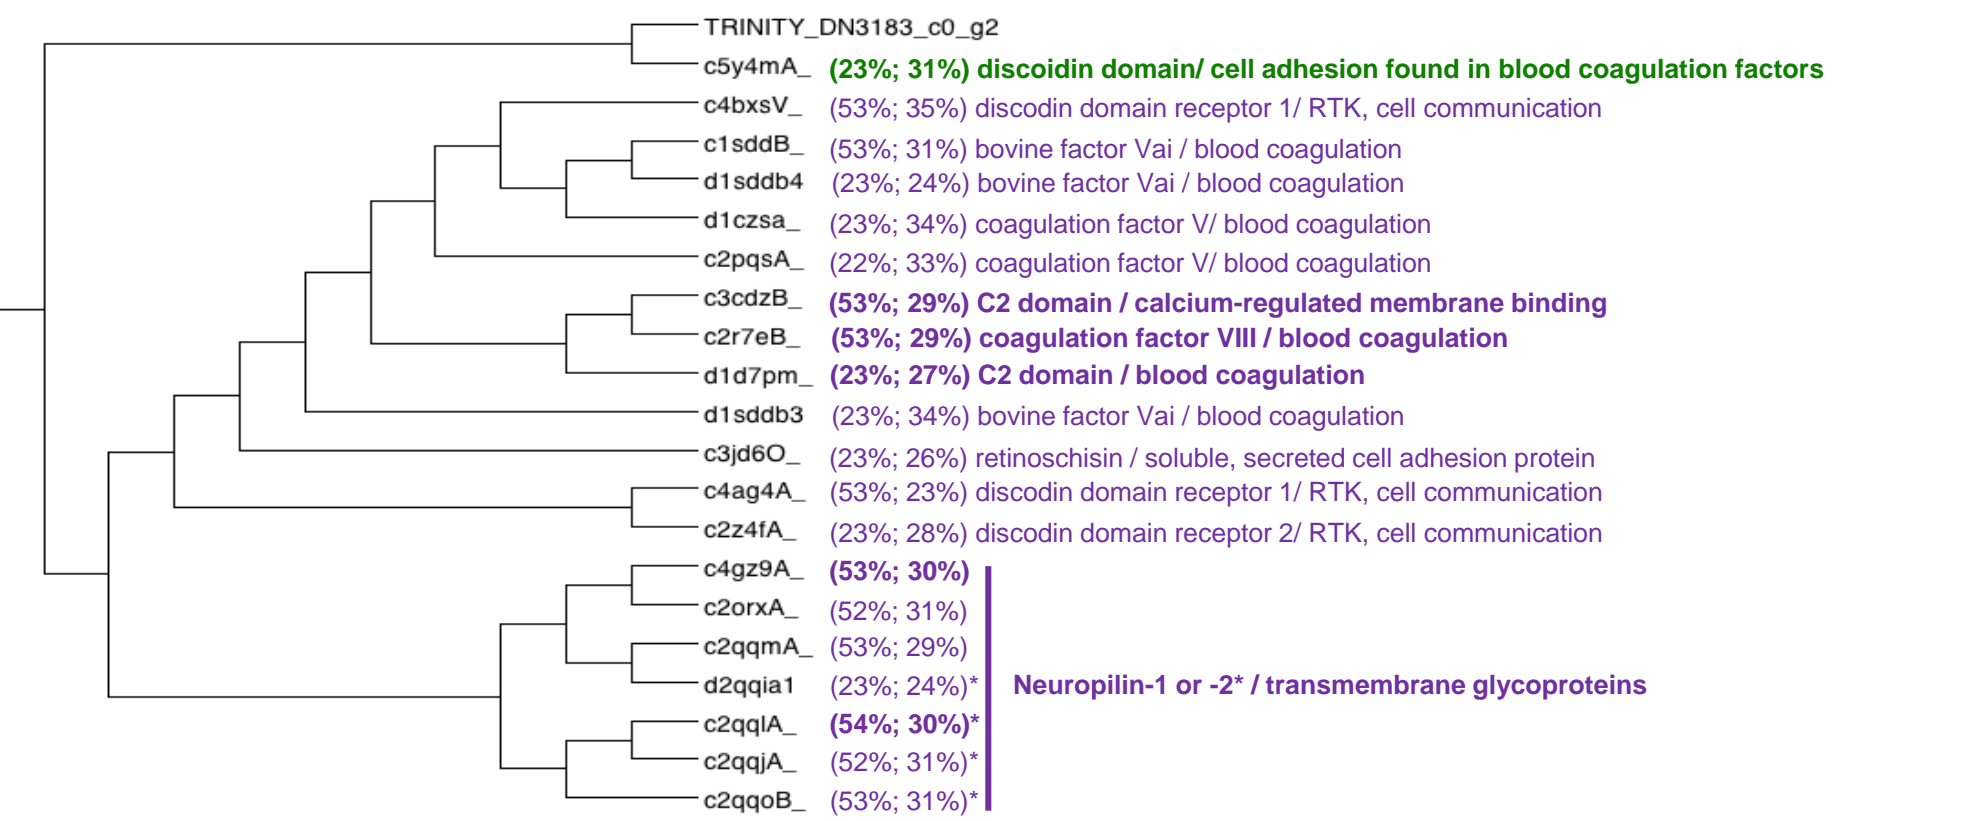 TRINITY_DN3183_c0_g2
c5y4mA_ (23%; 31%) discoidin domain/ cell adhesion found in blood coagulation factors
c4bxsV_ (53%; 35%) discodin domain receptor 1/ RTK, cell communication
c1sddB_ (53%; 31%) bovine factor Vai / blood coagulation
d1sddb4 (23%; 24%) bovine factor Vai / blood coagulation
d1czsa_ (23%; 34%) coagulation factor V/ blood coagulation
c2pqsA_ (22%; 33%) coagulation factor V/ blood coagulation
c3cdzB_ (53%; 29%) C2 domain / calcium-regulated membrane binding
c2r7eB_ (53%; 29%) coagulation factor VIII / blood coagulation
d1d7pm_ (23%; 27%) C2 domain / blood coagulation
d1sddb3 (23%; 34%) bovine factor Vai / blood coagulation
c3jd6O_ (23%; 26%) retinoschisin / soluble, secreted cell adhesion protein
c4ag4A_ (53%; 23%) discodin domain receptor 1/ RTK, cell communication
c2z4fA_ (23%; 28%) discodin domain receptor 2/ RTK, cell communication
c4gz9A_ (53%; 30%)
c2orxA_ (52%; 31%)
c2qqmA_ (53%; 29%)
d2qqia1 (23%; 24%)* Neuropilin-1 or -2* / transmembrane glycoproteins
c2qqlA_ (54%; 30%)*
c2qqjA_ (52%; 31%)*
c2qqoB_ (53%; 31%)*